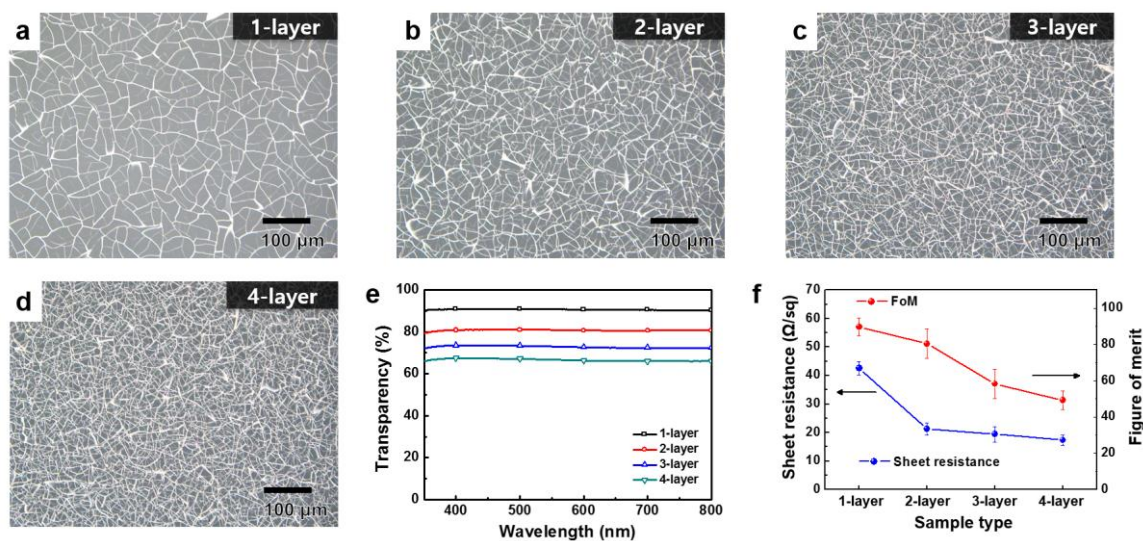 a
1-layer
100 μm
b
2-layer
100 μm
c
3-layer
100 μm
d
4-layer
100 μm
e
100
80
60
40
20
0
Transparency (%)
1-layer
2-layer
3-layer
4-layer
400 500 600 700 800
Wavelength (nm)
f
70
60
50
40
30
20
10
0
Sheet resistance (Ω/sq)
FoM
Sheet resistance
100
80
60
40
20
0
Figure of merit
1-layer 2-layer 3-layer 4-layer
Sample type